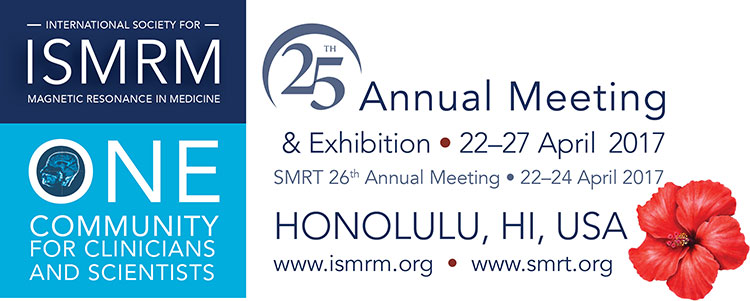 — INTERNATIONAL SOCIETY FOR —
ISMRM
MAGNETIC RESONANCE IN MEDICINE
ONE
COMMUNITY
FOR CLINICIANS
AND SCIENTISTS
25TH Annual Meeting
& Exhibition • 22–27 April 2017
SMRT 26th Annual Meeting • 22–24 April 2017
HONOLULU, HI, USA
www.ismrm.org • www.smrt.org